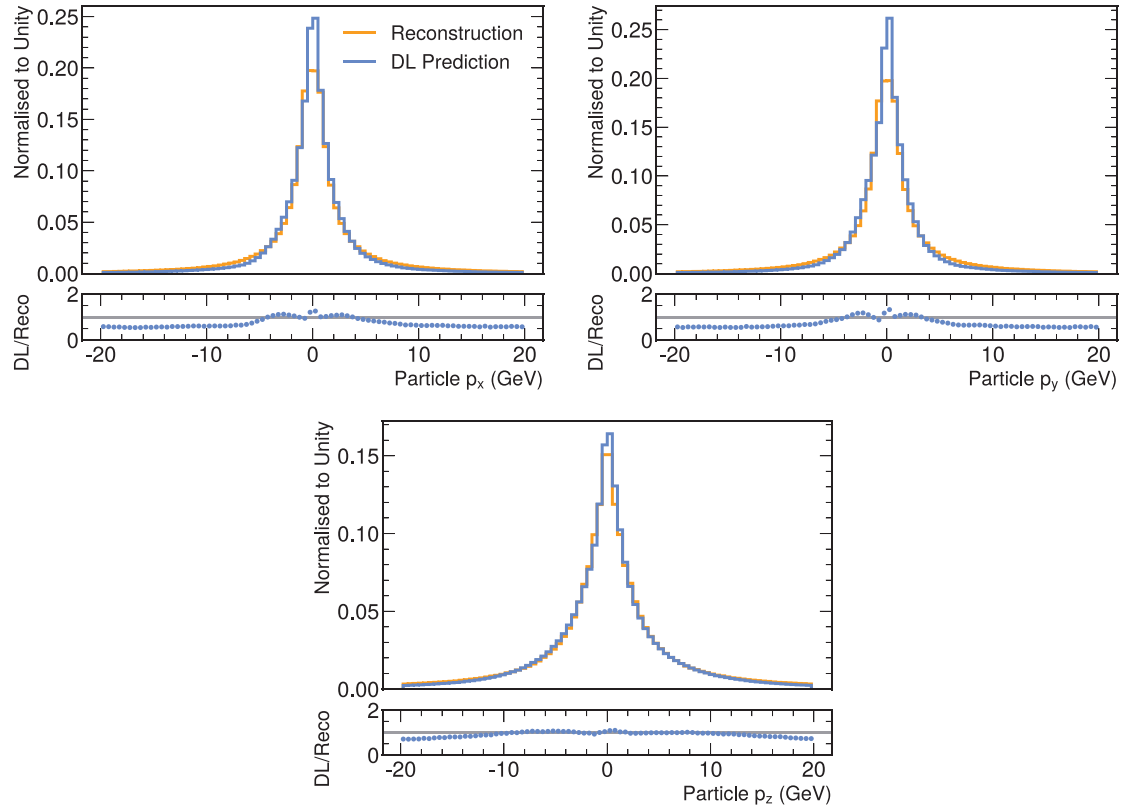 Normalised to Unity
0.25
0.20
0.15
0.10
0.05
0.00
Reconstruction
DL Prediction
DL/Reco
2
0
-20 -10 0 10 20
Particle pₓ (GeV)
Normalised to Unity
0.25
0.20
0.15
0.10
0.05
0.00
DL/Reco
2
0
-20 -10 0 10 20
Particle p_y (GeV)
Normalised to Unity
0.15
0.10
0.05
0.00
DL/Reco
2
0
-20 -10 0 10 20
Particle p_z (GeV)